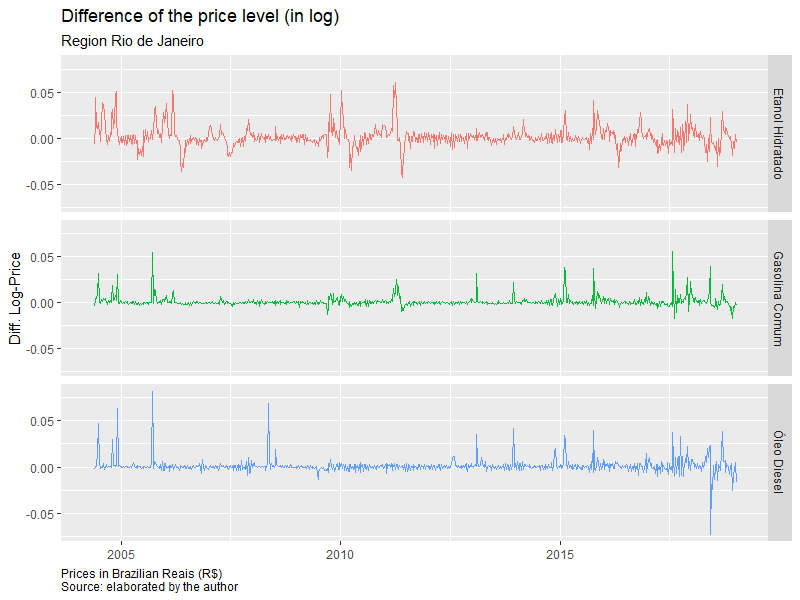 Difference of the price level (in log)
Region Rio de Janeiro
0.05
0.00
-0.05
Etanol Hidratado
0.05
0.00
-0.05
Gasolina Comum
Diff. Log-Price
0.05
0.00
-0.05
Óleo Diesel
2005
2010
2015
Prices in Brazilian Reais (R$)
Source: elaborated by the author